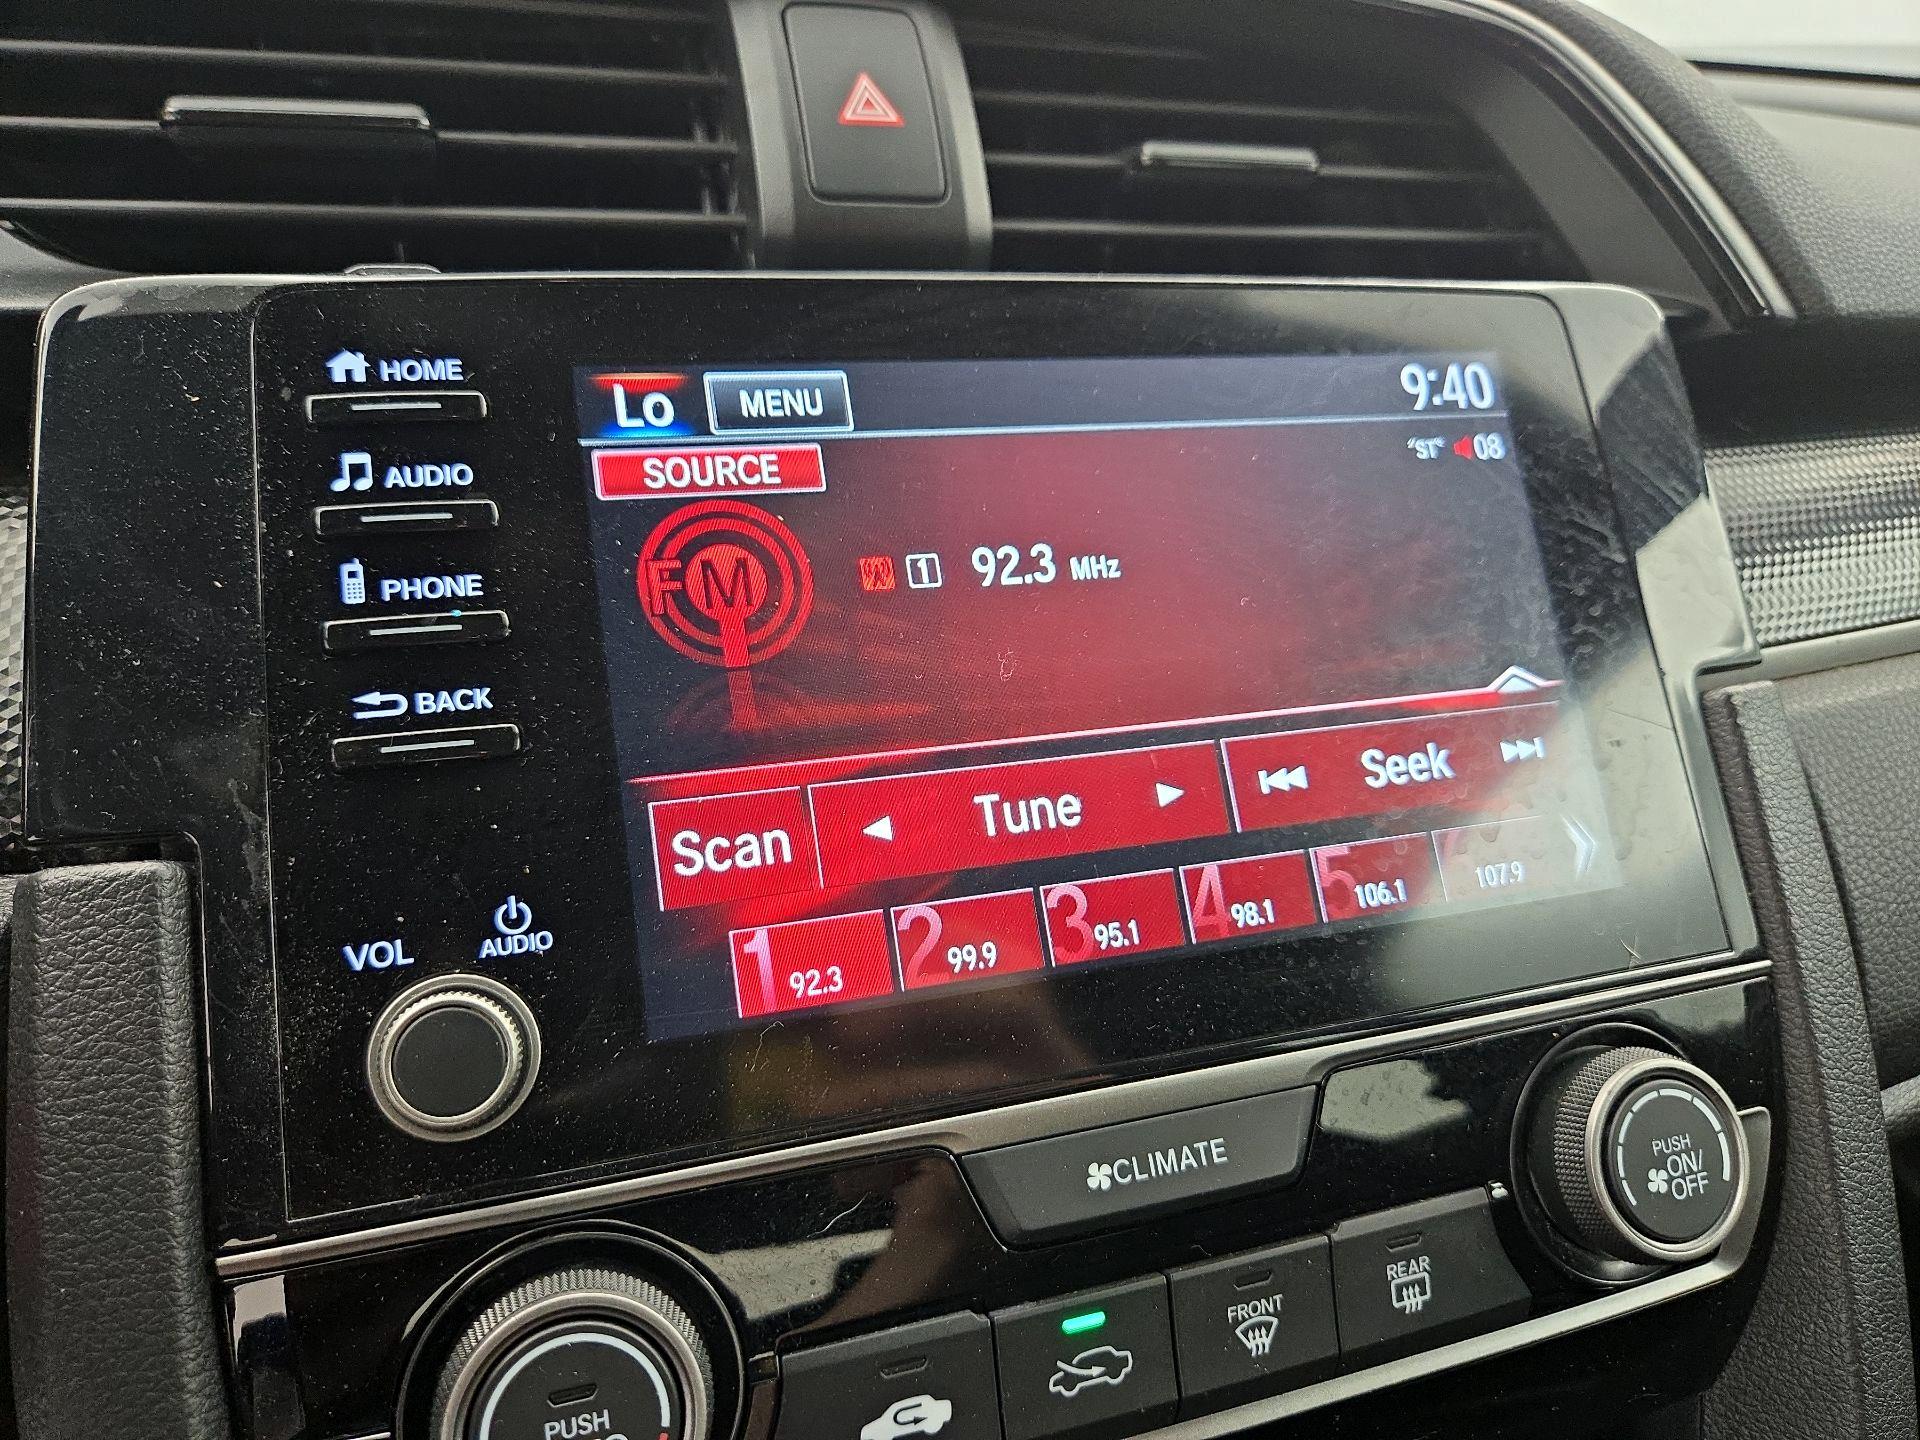 HOME
AUDIO
PHONE
BACK
VOL
AUDIO
Lo MENU 9:40
SOURCE "ST" 08
FM 1 92.3 MHz
Scan Tune Seek
1 92.3
2 99.9
3 95.1
4 98.1
5 106.1
107.9
CLIMATE
PUSH
ON/
OFF
FRONT
REAR
PUSH